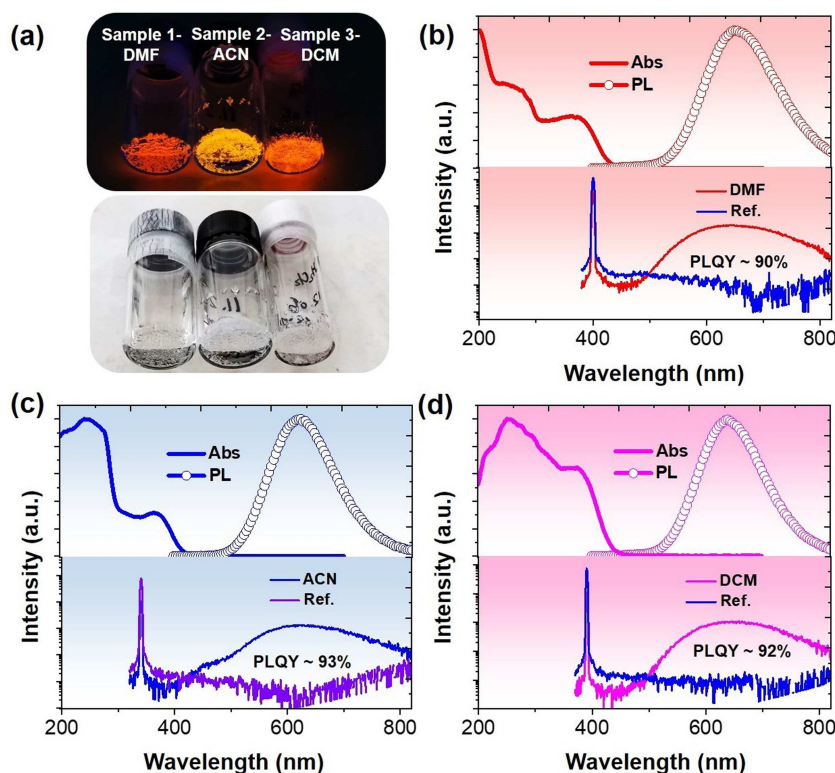 (a)
Sample 1-
DMF
Sample 2-
ACN
Sample 3-
DCM
11
(b)
Intensity (a.u.)
Abs
PL
DMF
Ref.
PLQY ~ 90%
200 400 600 800
Wavelength (nm)
(c)
Intensity (a.u.)
Abs
PL
ACN
Ref.
PLQY ~ 93%
200 400 600 800
Wavelength (nm)
(d)
Intensity (a.u.)
Abs
PL
DCM
Ref.
PLQY ~ 92%
200 400 600 800
Wavelength (nm)